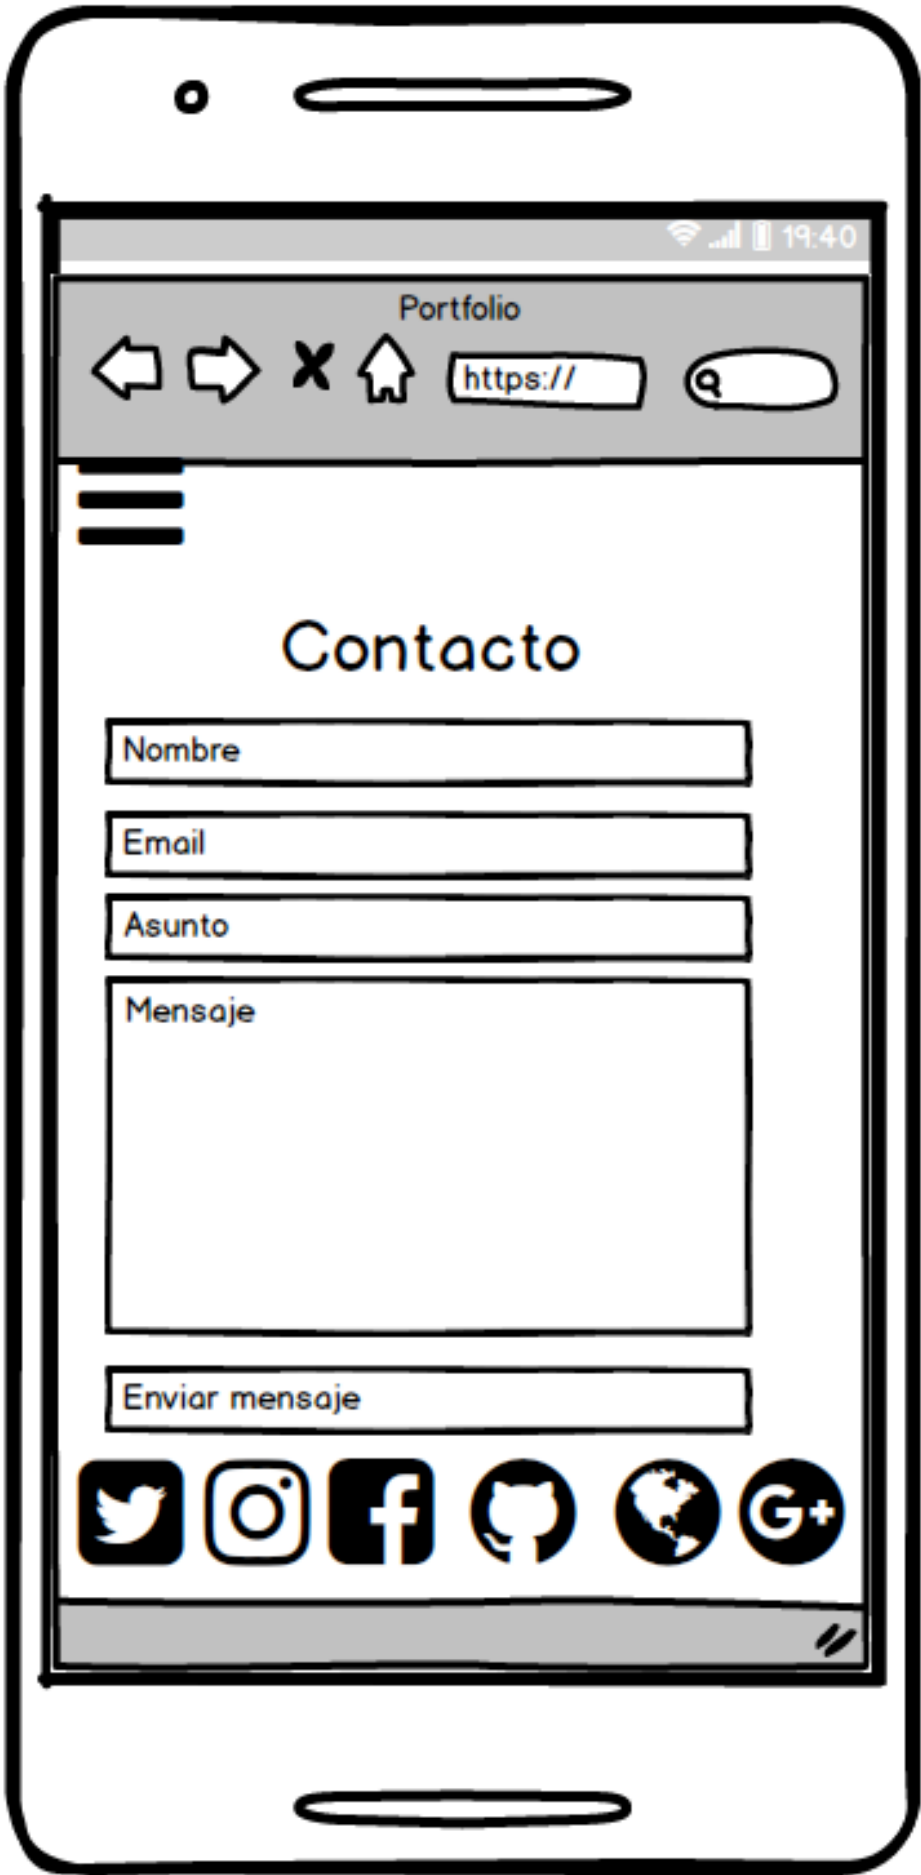 19:40
Portfolio
https://
Contacto
Nombre
Email
Asunto
Mensaje
Enviar mensaje
G+